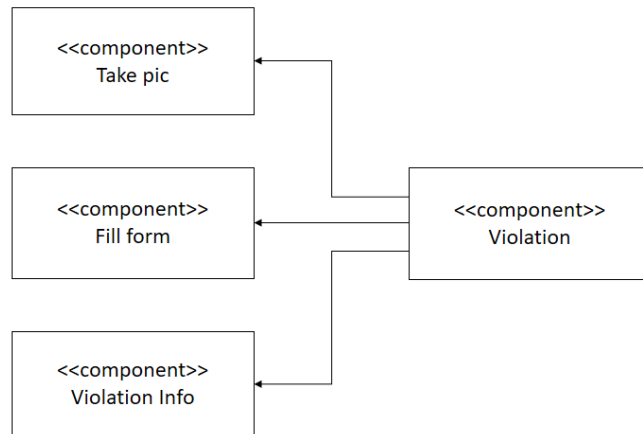 <<component>>
Take pic
<<component>>
Fill form
<<component>>
Violation
<<component>>
Violation Info